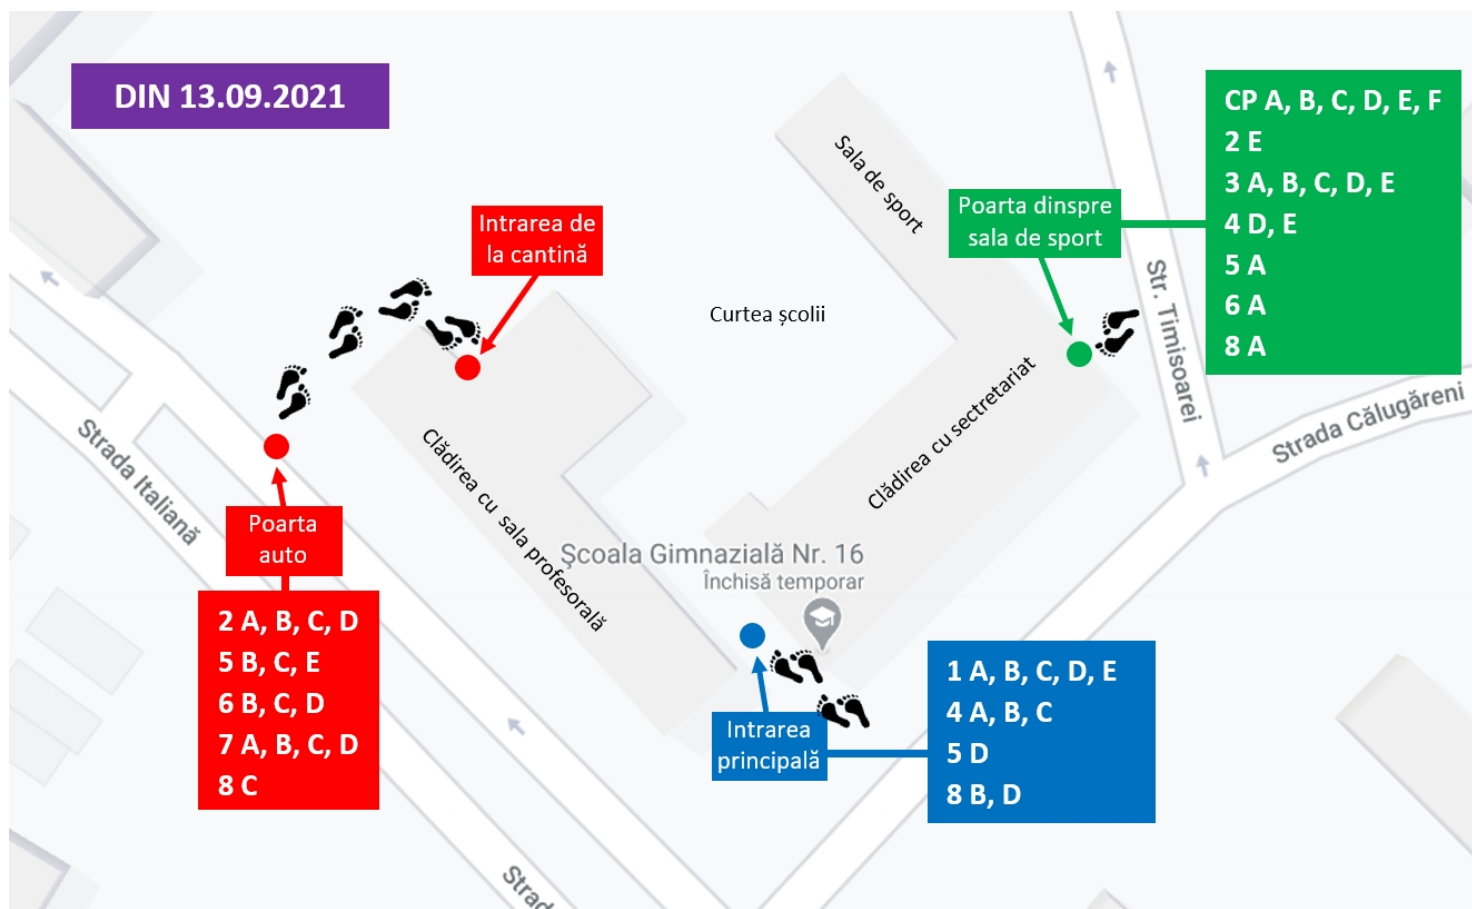 DIN 13.09.2021
CP A, B, C, D, E, F
2 E
3 A, B, C, D, E
4 D, E
5 A
6 A
8 A
Sala de sport
Poarta dinspre
sala de sport
Intrarea de
la cantină
Curtea școlii
Str. Timisoarei
Strada Călugăreni
Clădirea cu sectretariat
Clădirea cu sala profesorală
Strada Italiană
Poarta
auto
Școala Gimnazială Nr. 16
Închisă temporar
2 A, B, C, D
5 B, C, E
6 B, C, D
7 A, B, C, D
8 C
Intrarea
principală
1 A, B, C, D, E
4 A, B, C
5 D
8 B, D
Strad